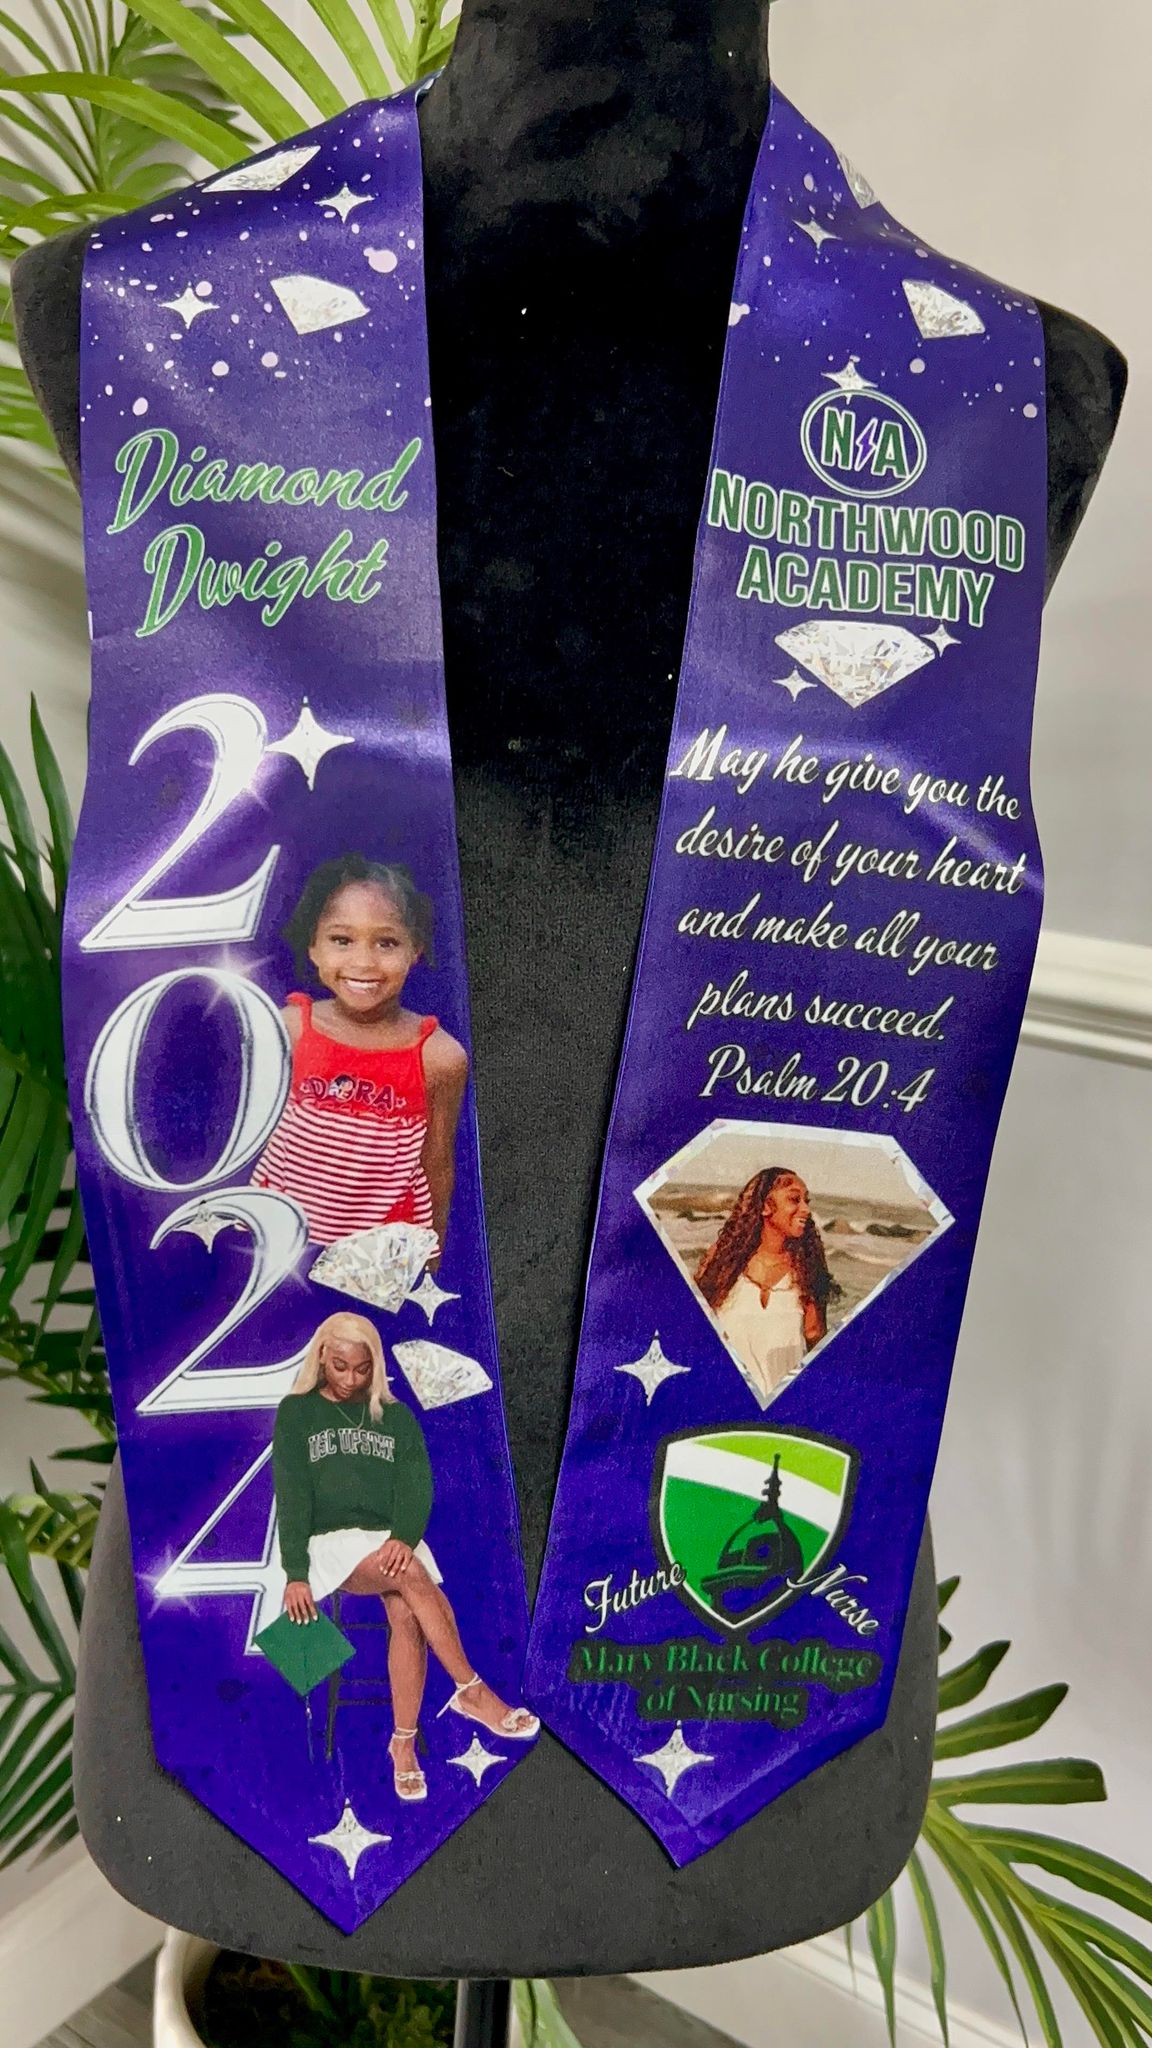 Diamond
Dwight
2
0
2
4
DORA
USC UPSTATE
N A
NORTHWOOD
ACADEMY
May he give you the
desire of your heart
and make all your
plans succeed.
Psalm 20:4
Future Nurse
Mary Black College
of Nursing